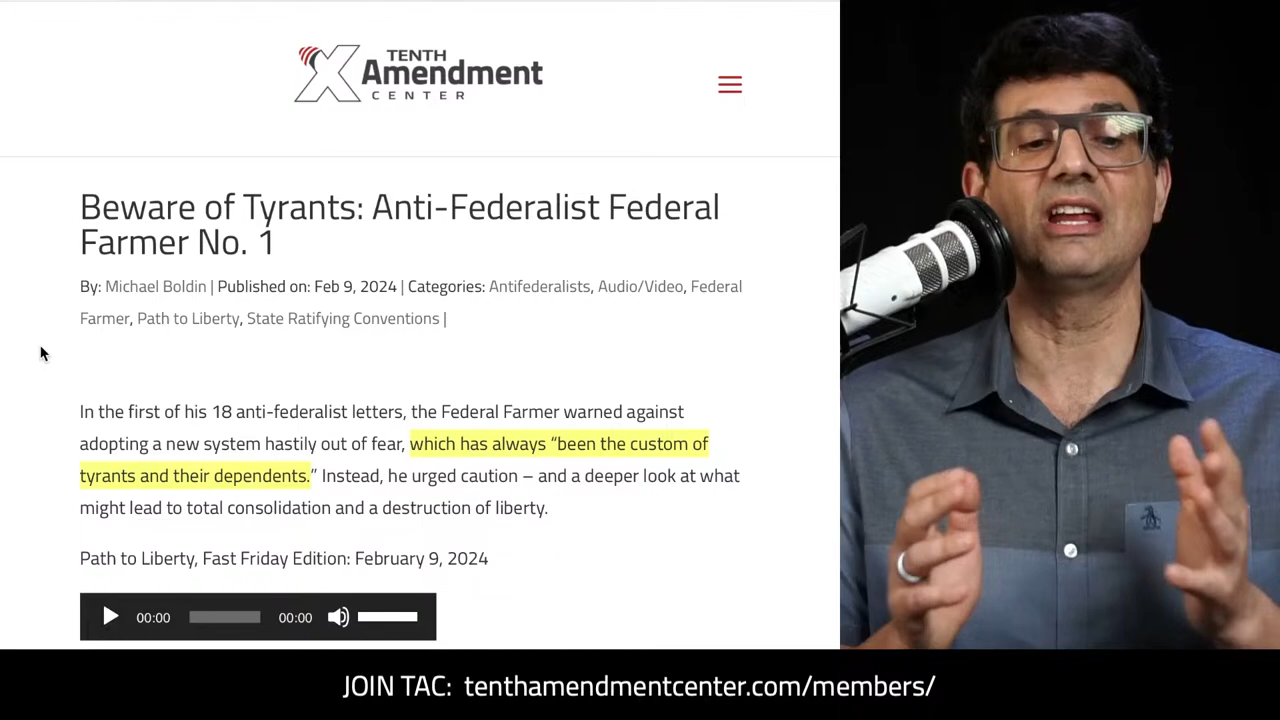 TENTH
Amendment
CENTER
Beware of Tyrants: Anti-Federalist Federal
Farmer No. 1
By: Michael Boldin | Published on: Feb 9, 2024 | Categories: Antifederalists, Audio/Video, Federal
Farmer, Path to Liberty, State Ratifying Conventions |
In the first of his 18 anti-federalist letters, the Federal Farmer warned against
adopting a new system hastily out of fear, which has always “been the custom of
tyrants and their dependents.” Instead, he urged caution – and a deeper look at what
might lead to total consolidation and a destruction of liberty.
Path to Liberty, Fast Friday Edition: February 9, 2024
00:00 00:00
JOIN TAC: tenthamendmentcenter.com/members/